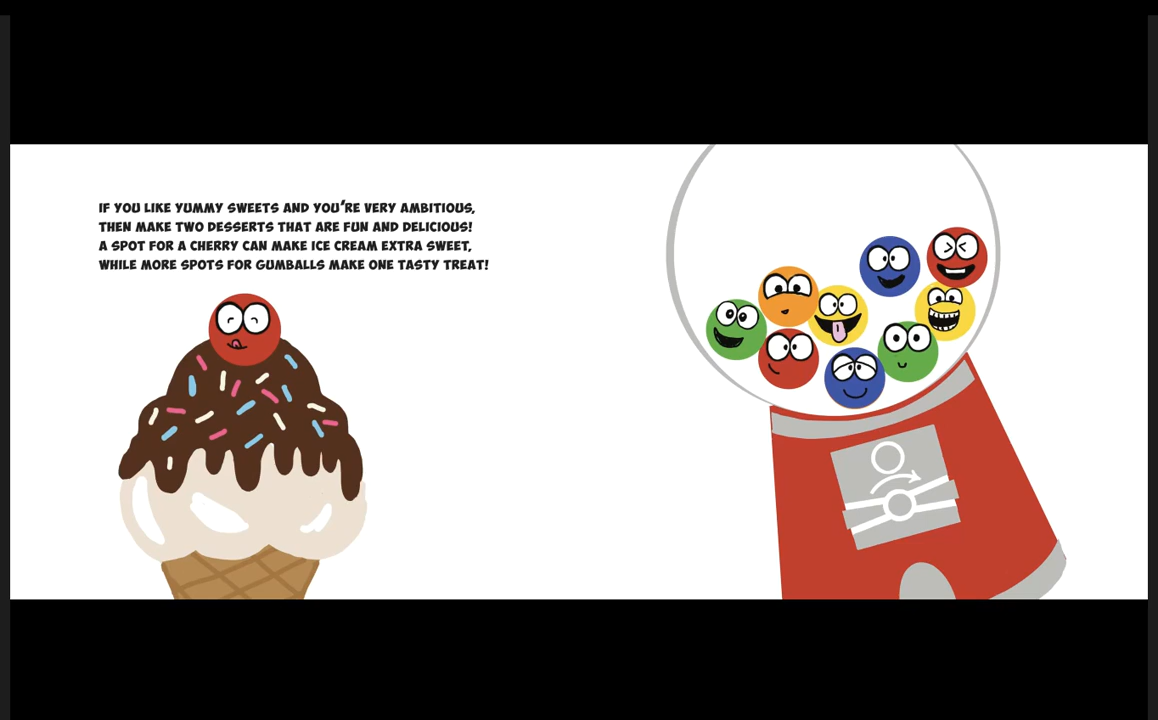 IF YOU LIKE YUMMY SWEETS AND YOU'RE VERY AMBITIOUS,
THEN MAKE TWO DESSERTS THAT ARE FUN AND DELICIOUS!
A SPOT FOR A CHERRY CAN MAKE ICE CREAM EXTRA SWEET,
WHILE MORE SPOTS FOR GUMBALLS MAKE ONE TASTY TREAT!